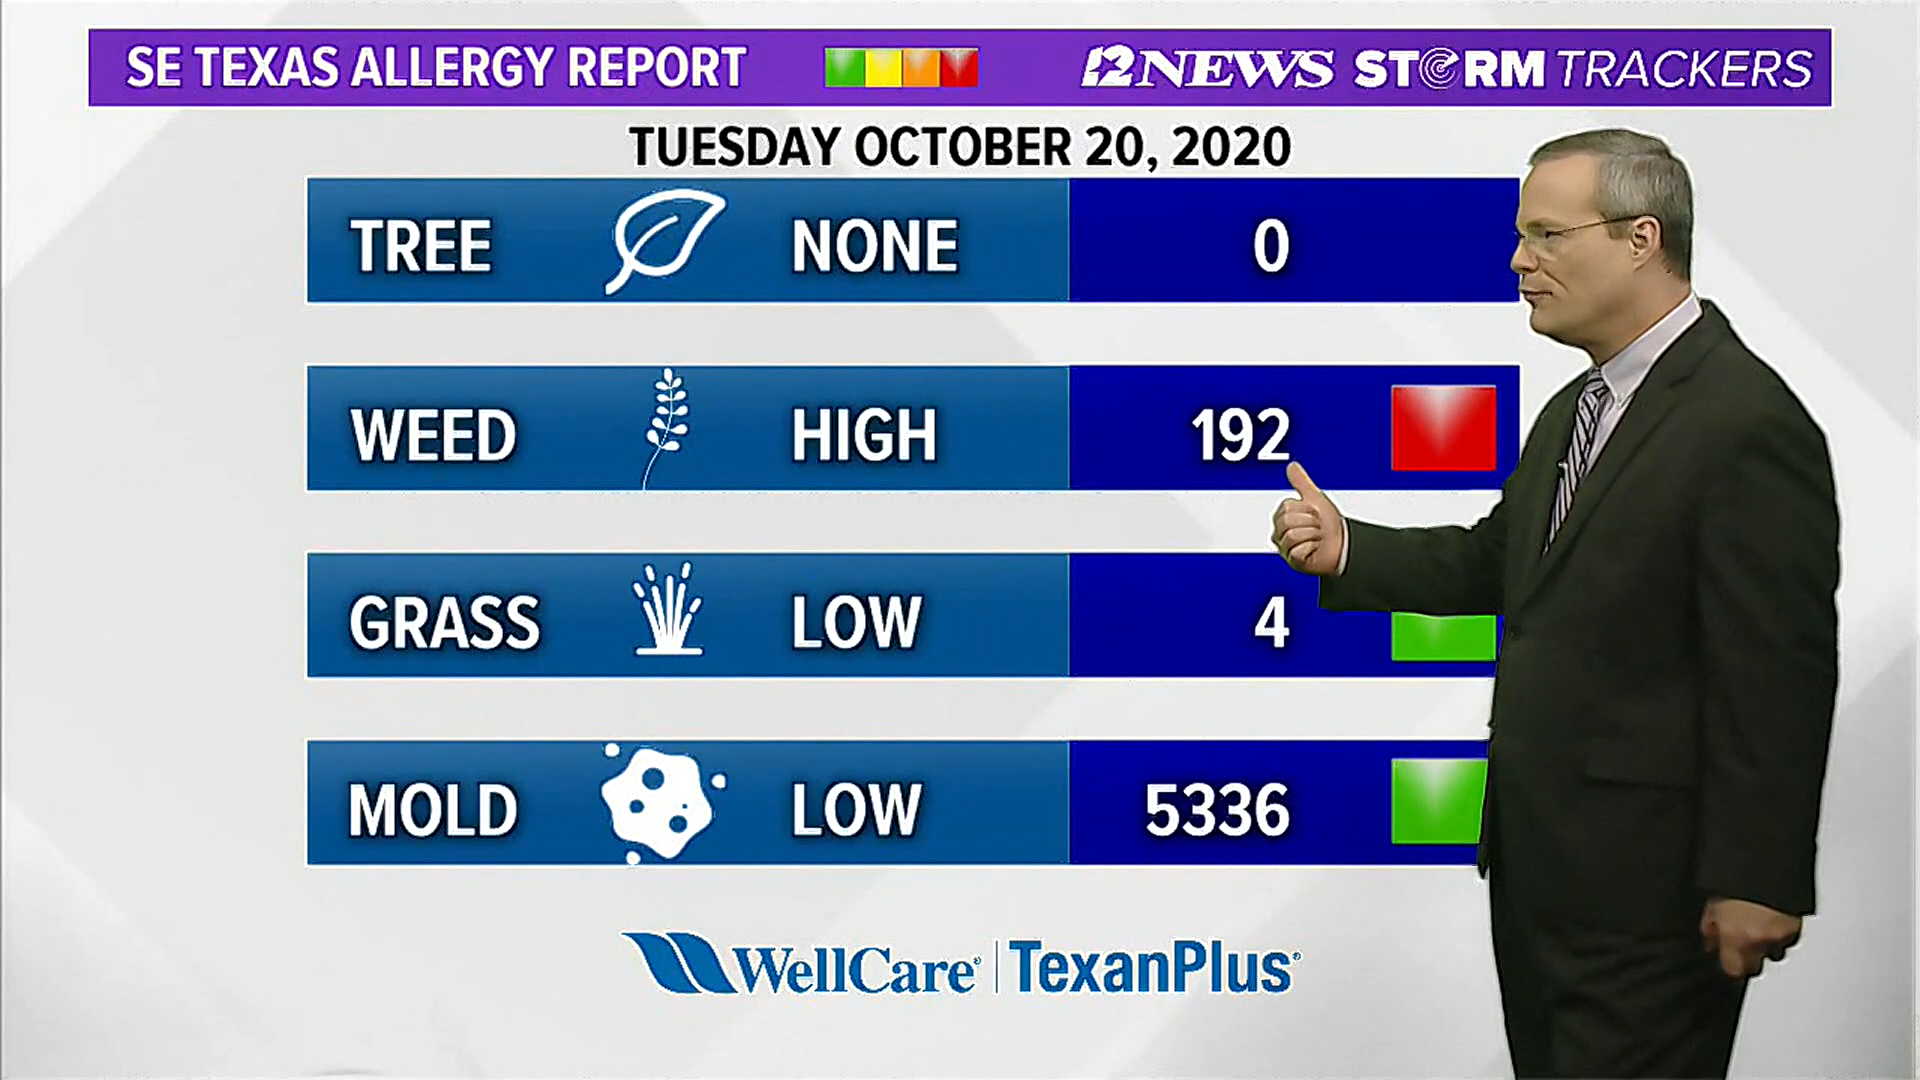 SE TEXAS ALLERGY REPORT
12NEWS STORM TRACKERS
TUESDAY OCTOBER 20, 2020
TREE NONE 0
WEED HIGH 192
GRASS LOW 4
MOLD LOW 5336
WellCare® | TexanPlus®